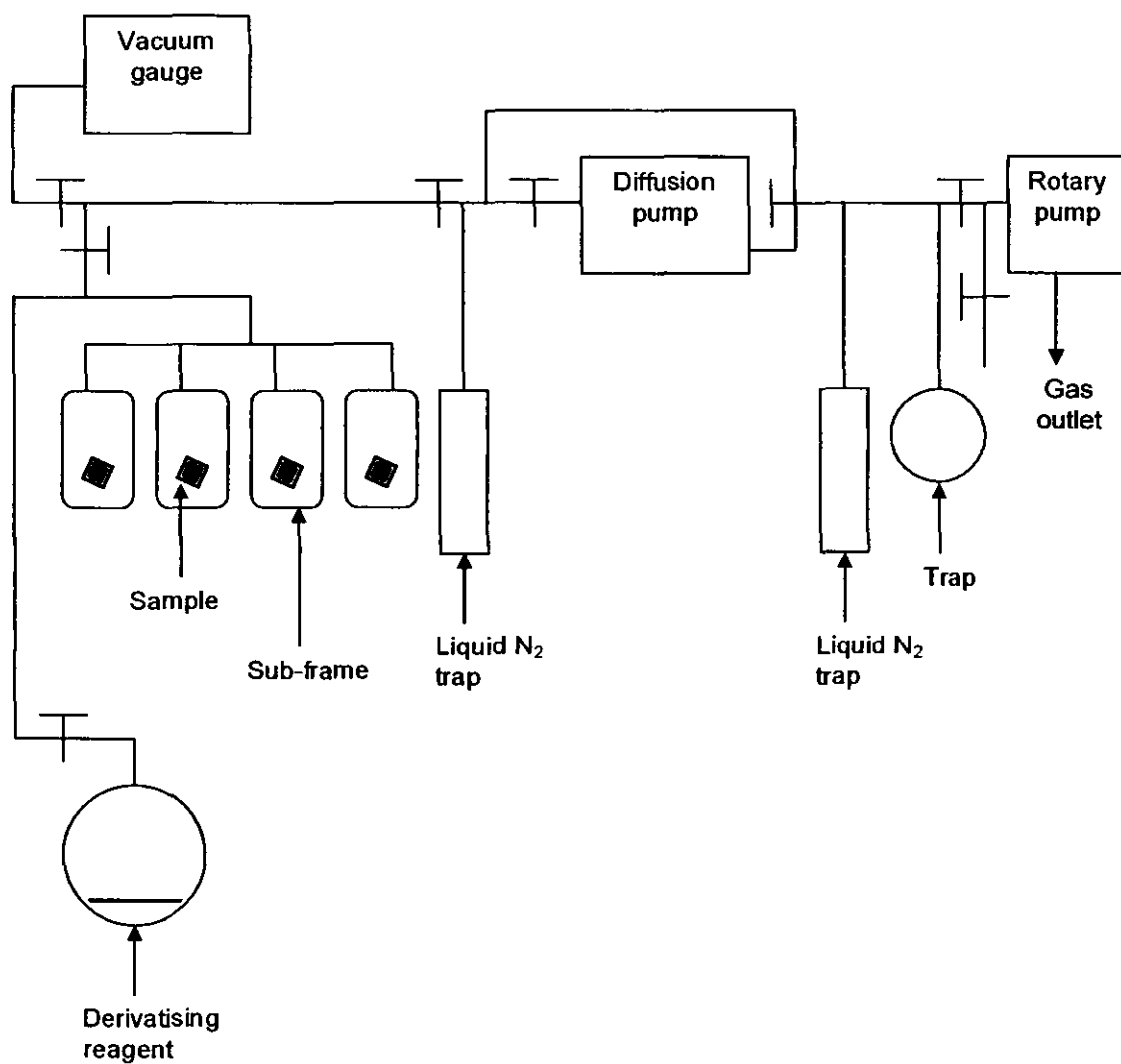 Vacuum
gauge
Diffusion
pump
Rotary
pump
Gas
outlet
Sample
Sub-frame
Liquid N₂
trap
Liquid N₂
trap
Trap
Derivatising
reagent